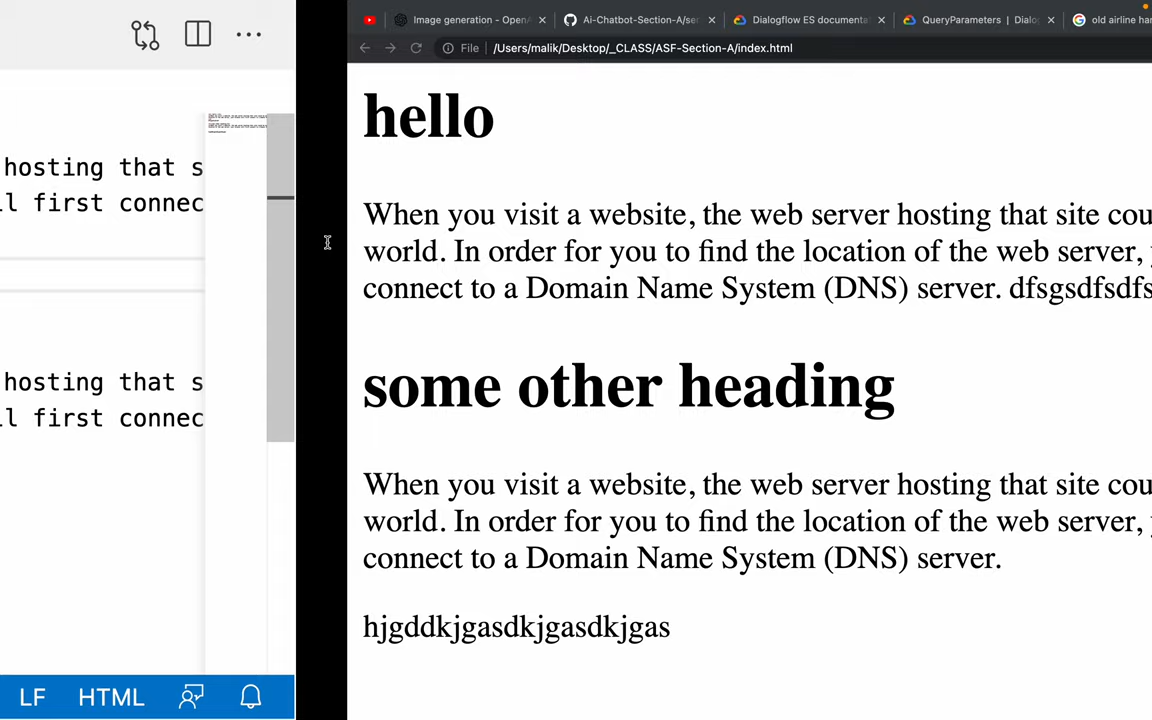 Image generation - OpenA
Ai-Chatbot-Section-A/ser
Dialogflow ES documenta
QueryParameters | Dialo
old airline har
File /Users/malik/Desktop/_CLASS/ASF-Section-A/index.html
hosting that s
ll first connec
hosting that s
ll first connec
LF HTML
hello
When you visit a website, the web server hosting that site cou
world. In order for you to find the location of the web server,
connect to a Domain Name System (DNS) server. dfsgsdfsdfs
some other heading
When you visit a website, the web server hosting that site cou
world. In order for you to find the location of the web server,
connect to a Domain Name System (DNS) server.
hjgddkjgasdkjgasdkjgas